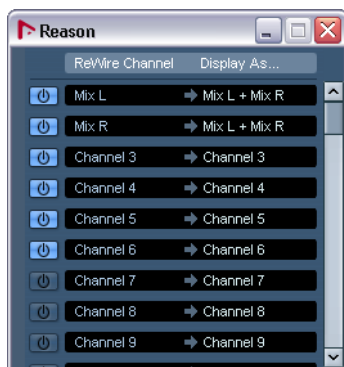 Reason
ReWire Channel Display As...
Mix L Mix L + Mix R
Mix R Mix L + Mix R
Channel 3 Channel 3
Channel 4 Channel 4
Channel 5 Channel 5
Channel 6 Channel 6
Channel 7 Channel 7
Channel 8 Channel 8
Channel 9 Channel 9